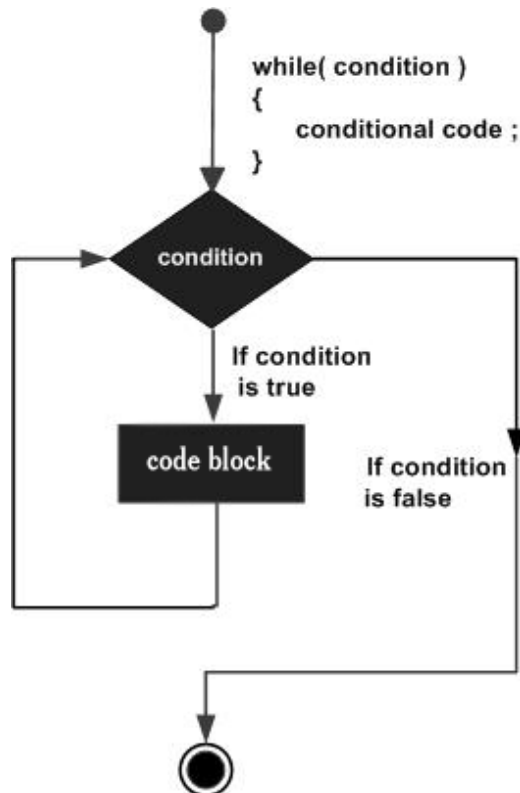 while( condition )
{
conditional code ;
}
condition
If condition
is true
code block
If condition
is false